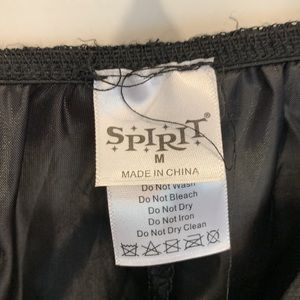 SPIRIT
M
MADE IN CHINA
Do Not Wash
Do Not Bleach
Do Not Dry
Do Not Iron
Do Not Dry Clean